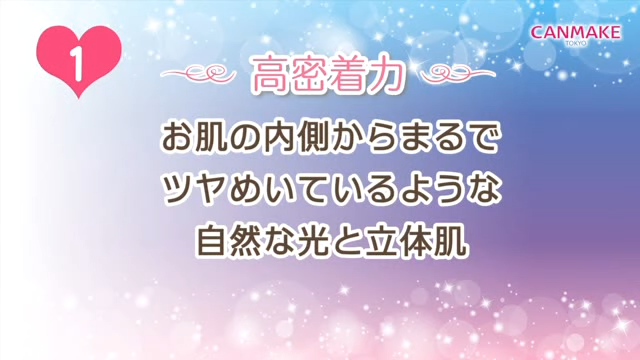 1
CANMAKE
TOKYO
高密着力
お肌の内側からまるで
ツヤめいているような
自然な光と立体肌